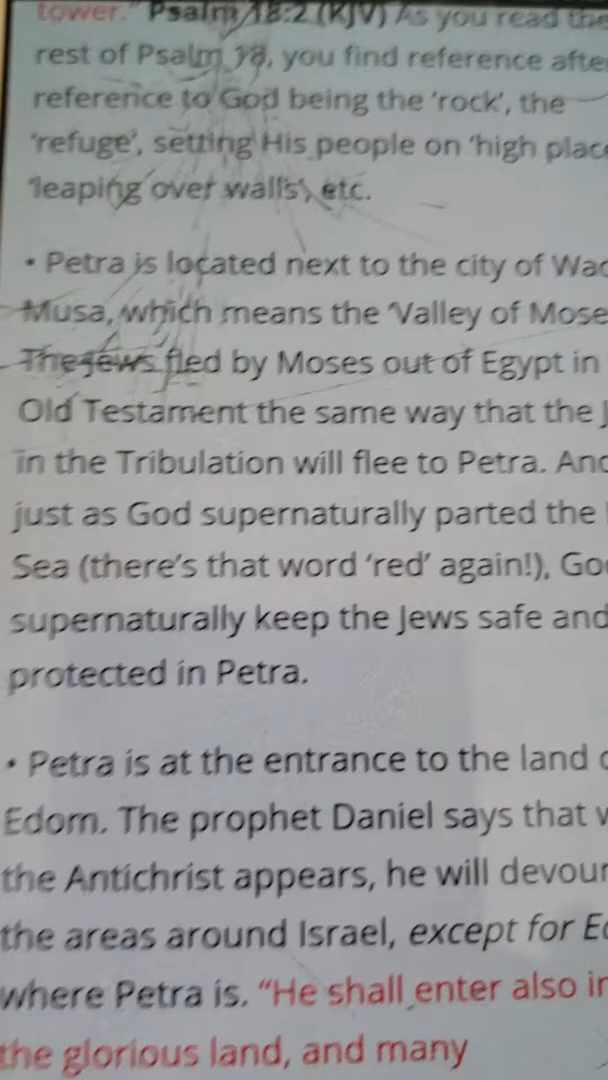 tower." Psalm 18:2 (KJV) As you read the
rest of Psalm 18, you find reference after
reference to God being the 'rock', the
'refuge', setting His people on 'high plac
'leaping over walls', etc.
• Petra is located next to the city of Wad
Musa, which means the 'Valley of Mose
The Jews fled by Moses out of Egypt in
Old Testament the same way that the J
in the Tribulation will flee to Petra. And
just as God supernaturally parted the
Sea (there's that word 'red' again!), Go
supernaturally keep the Jews safe and
protected in Petra.
• Petra is at the entrance to the land o
Edom. The prophet Daniel says that w
the Antichrist appears, he will devour
the areas around Israel, except for Ed
where Petra is. "He shall enter also in
the glorious land, and many